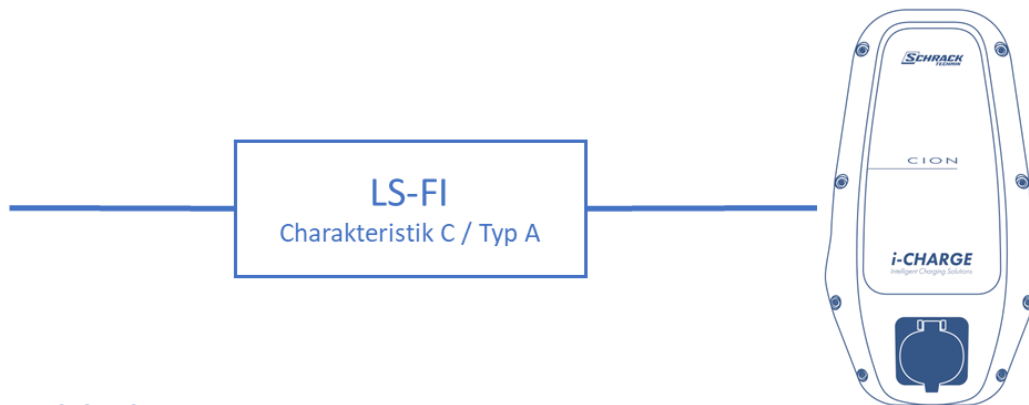 LS-FI
Charakteristik C / Typ A
SCHRACK
TECHNIK
CION
i-CHARGE
Intelligent Charging Solutions